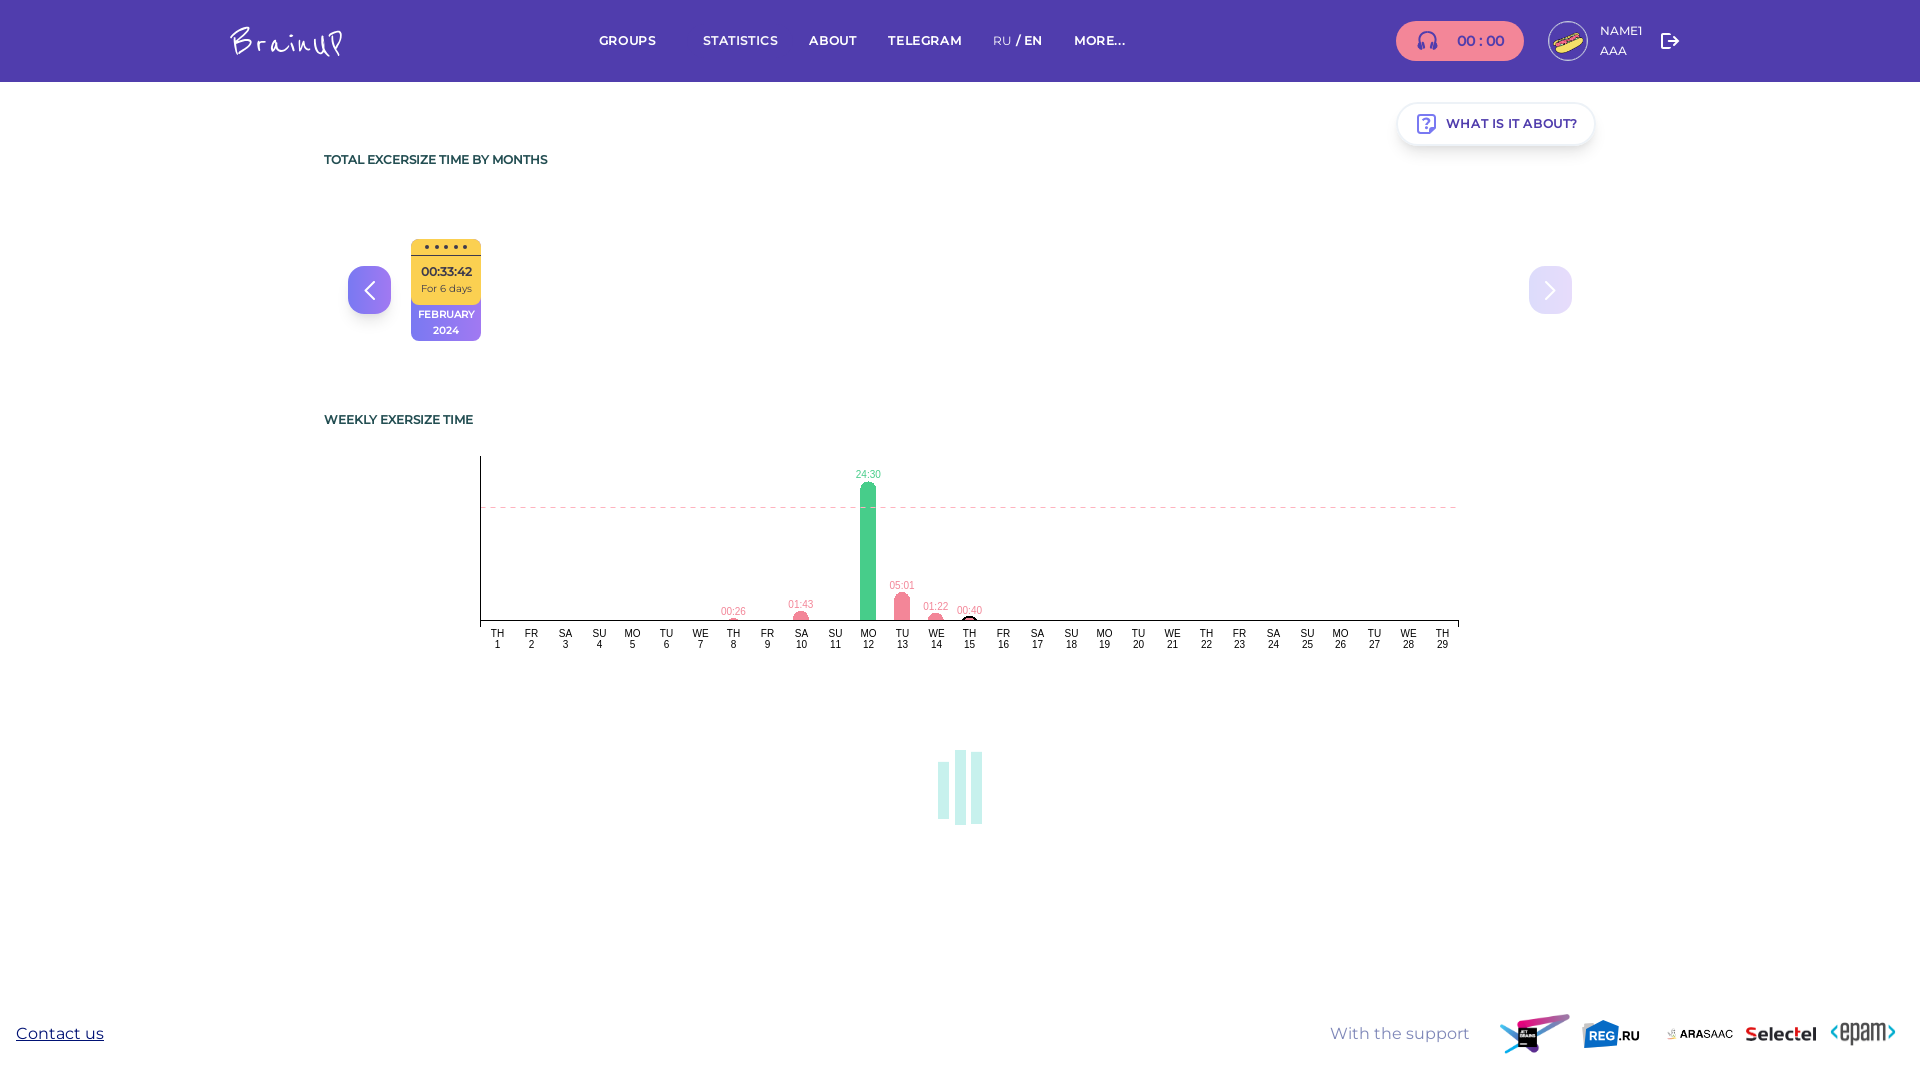 BrainUP
GROUPS
STATISTICS
ABOUT
TELEGRAM
RU / EN
MORE...
00 : 00
NAME1
AAA
WHAT IS IT ABOUT?
TOTAL EXCERSIZE TIME BY MONTHS
00:33:42
For 6 days
FEBRUARY
2024
WEEKLY EXERSIZE TIME
24:30
05:01
01:43
01:22
00:26
00:40
TH FR SA SU MO TU WE TH FR SA SU MO TU WE TH FR SA SU MO TU WE TH FR SA SU MO TU WE TH
1 2 3 4 5 6 7 8 9 10 11 12 13 14 15 16 17 18 19 20 21 22 23 24 25 26 27 28 29
Contact us
With the support
JET
BRAINS
REG.RU
ARASAAC
Selectel
<epam>